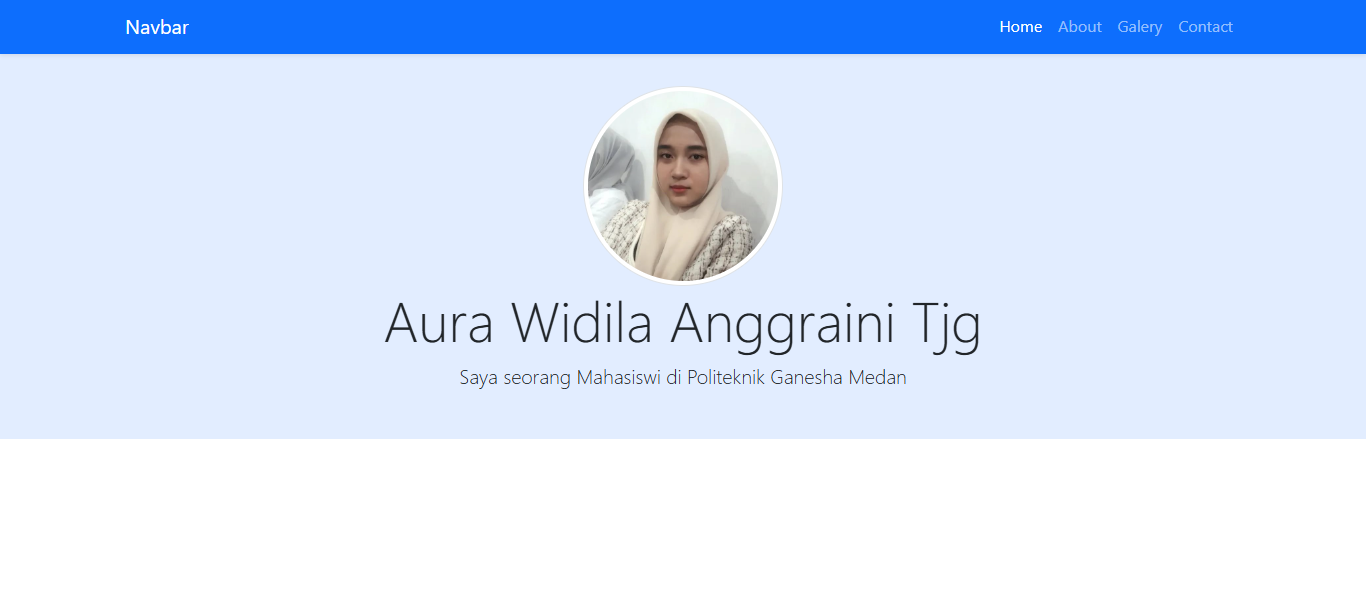 Navbar Home About Galery Contact
Aura Widila Anggraini Tjg
Saya seorang Mahasiswi di Politeknik Ganesha Medan